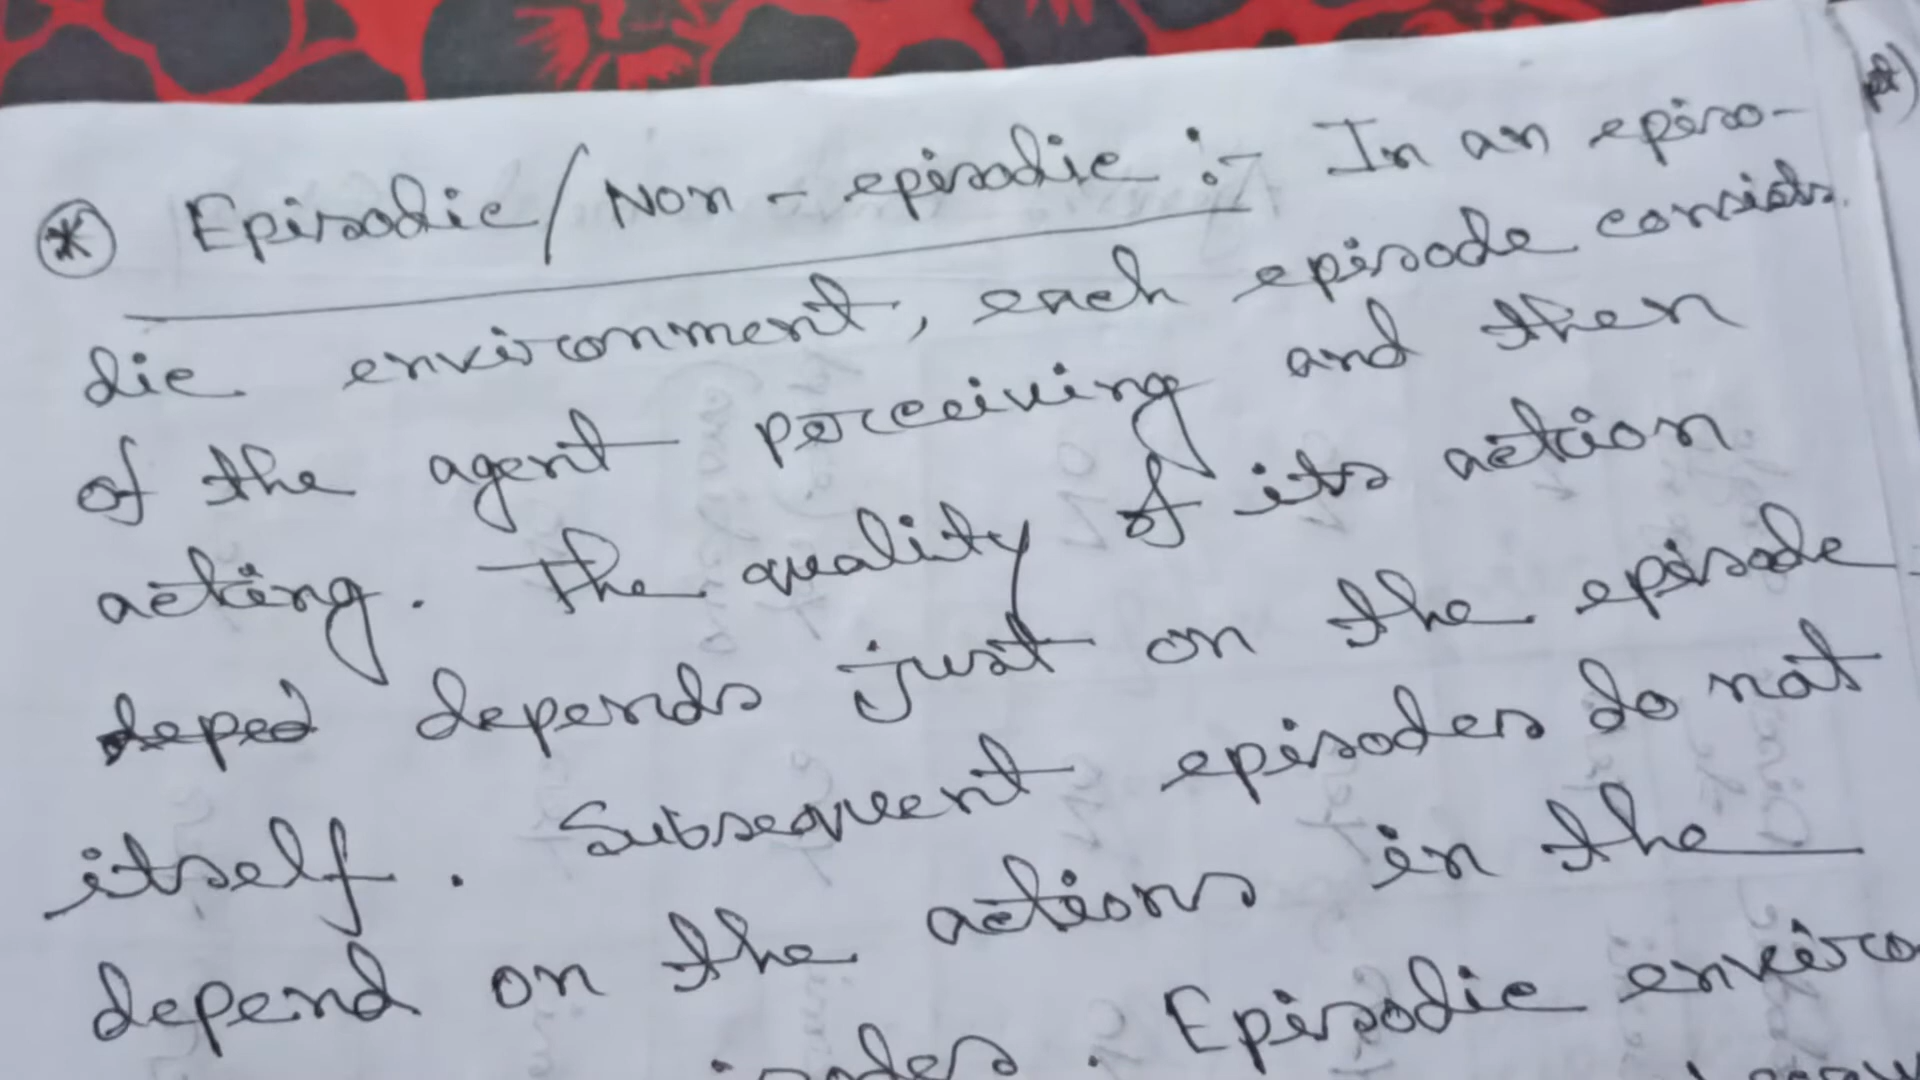 * Episodic/Non-episodic :- In an episo-
dic environment, each episode consists
of the agent perceiving and then
acting. The quality of its action
deped depends just on the episode
itself. Subsequent episodes do not
depend on the actions in the
Episodic enviro